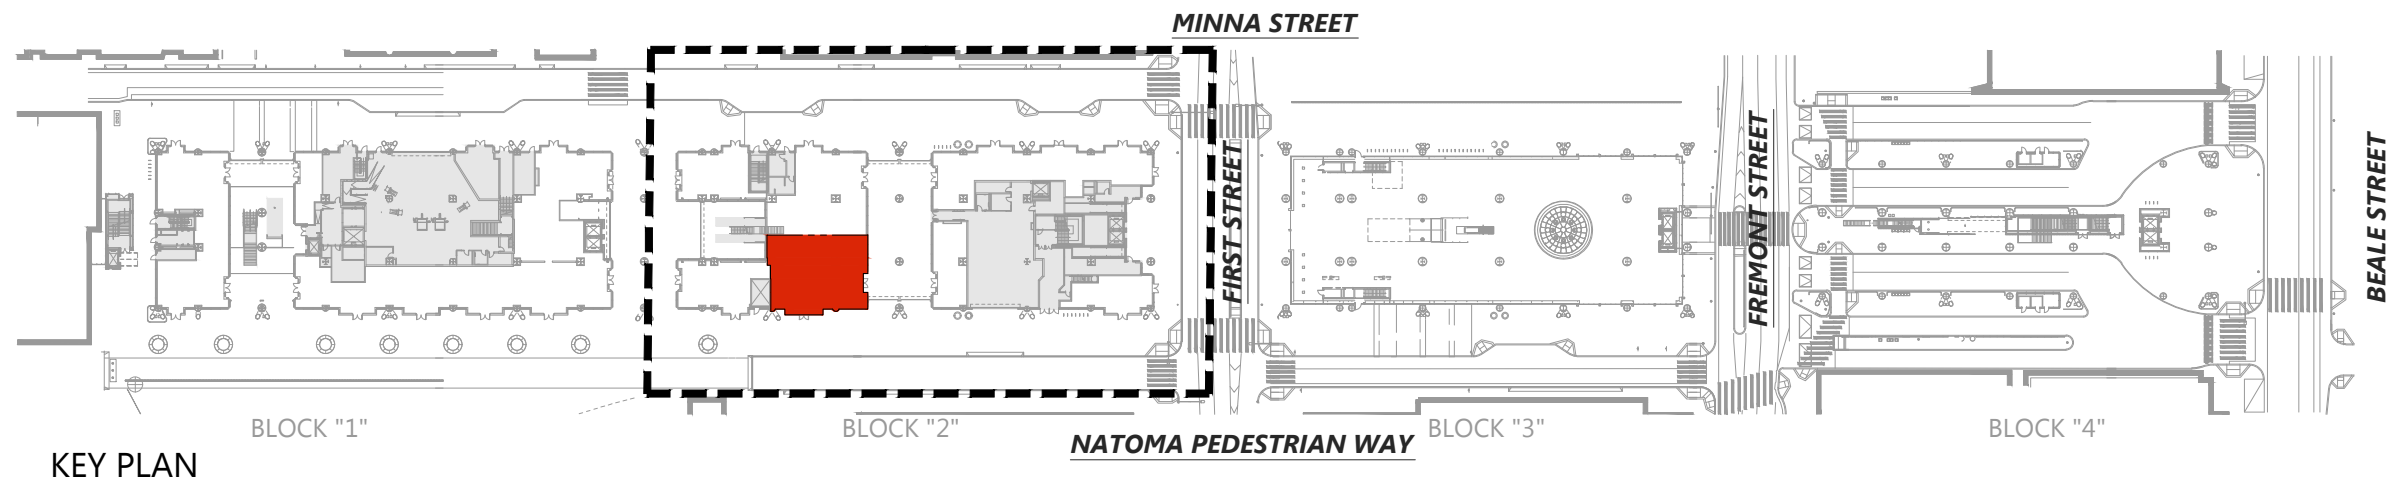 MINNA STREET
FIRST STREET
FREMONT STREET
BEALE STREET
BLOCK "1"
BLOCK "2"
BLOCK "3"
BLOCK "4"
NATOMA PEDESTRIAN WAY
KEY PLAN